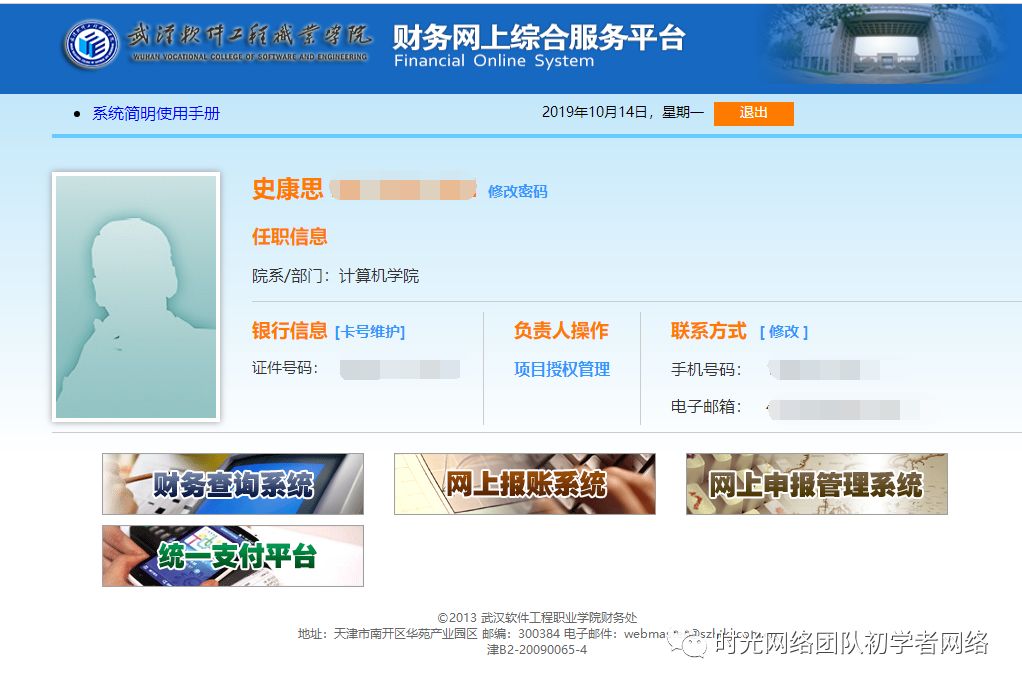 武汉软件工程职业学院
WUHAN VOCATIONAL COLLEGE OF SOFTWARE AND ENGINEERING
财务网上综合服务平台
Financial Online System
系统简明使用手册
2019年10月14日，星期一 退出
史康思 修改密码
任职信息
院系/部门：计算机学院
银行信息 [卡号维护] 负责人操作 联系方式 [ 修改 ]
证件号码： 项目授权管理 手机号码：
电子邮箱：
财务查询系统 网上报账系统 网上申报管理系统
统一支付平台
©2013 武汉软件工程职业学院财务处
地址：天津市南开区华苑产业园区 邮编：300384 电子邮件：
津B2-20090065-4
时光网络团队初学者网络